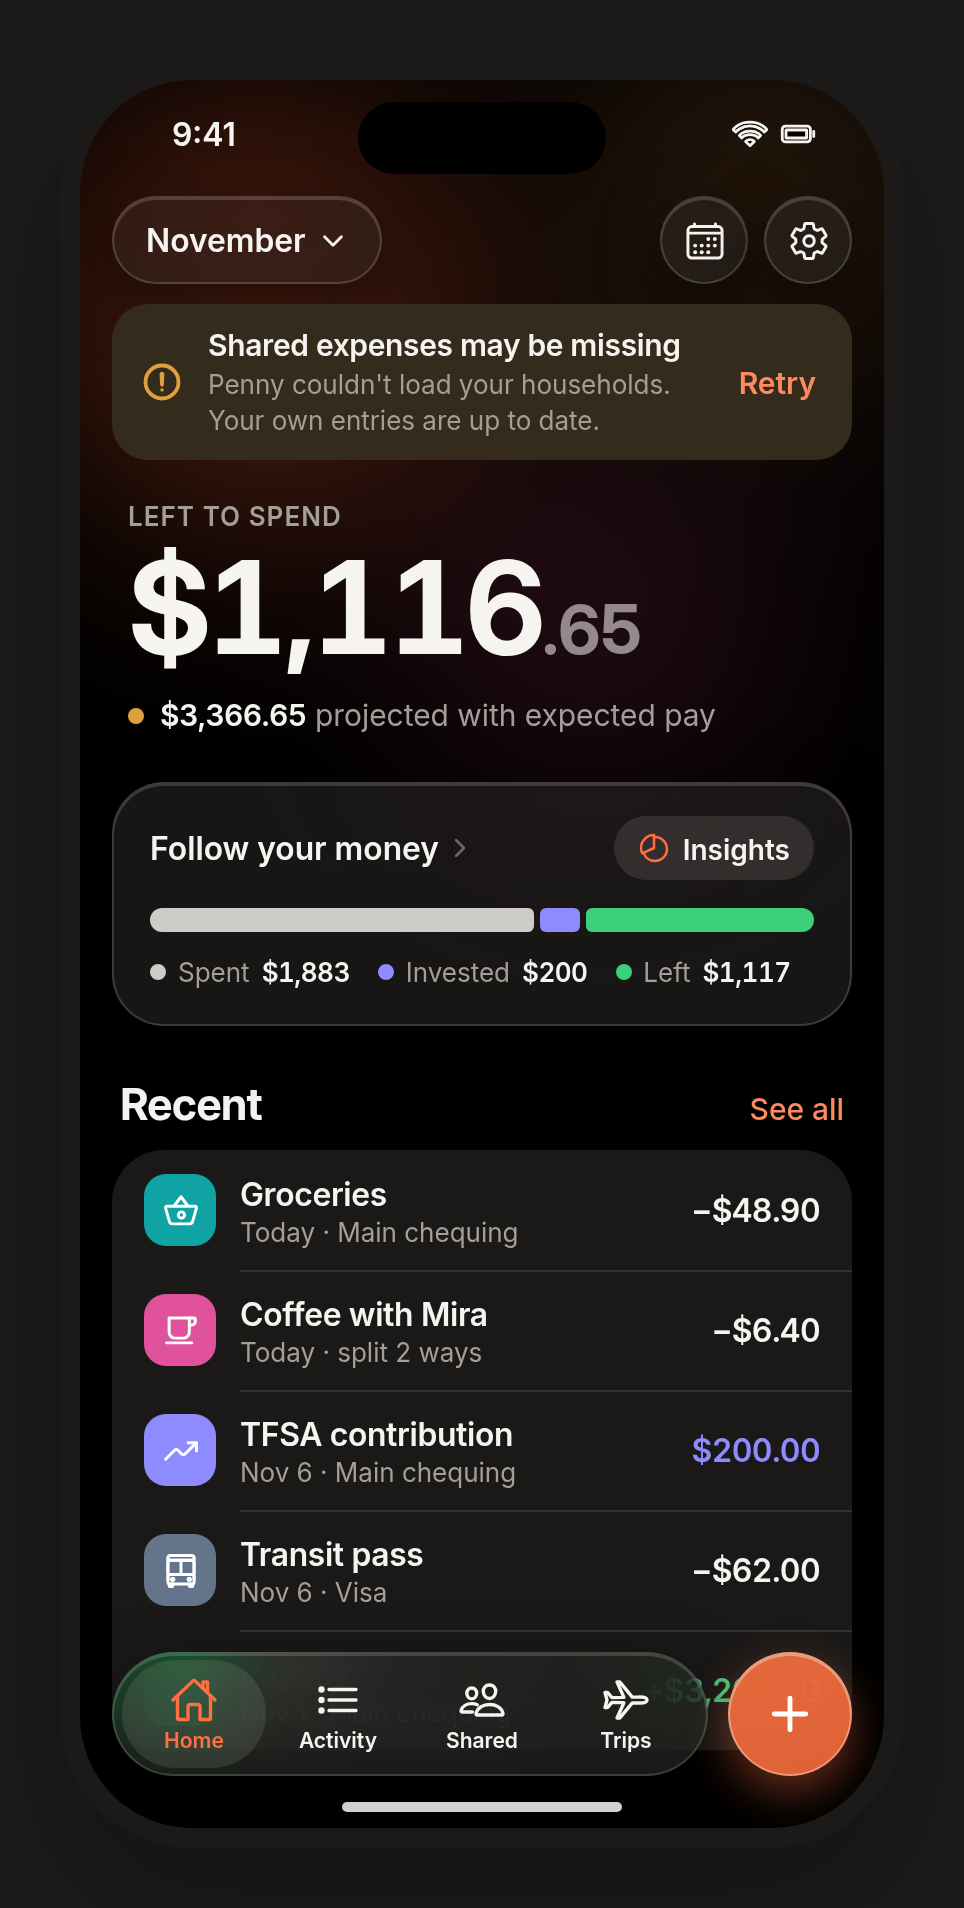 9:41
November
Shared expenses may be missing
Penny couldn't load your households.
Your own entries are up to date.
Retry
LEFT TO SPEND
$1,116.65
$3,366.65 projected with expected pay
Follow your money
Insights
Spent $1,883 Invested $200 Left $1,117
Recent
See all
Groceries
Today · Main chequing
−$48.90
Coffee with Mira
Today · split 2 ways
−$6.40
TFSA contribution
Nov 6 · Main chequing
$200.00
Transit pass
Nov 6 · Visa
−$62.00
Nov 1 · Main chequing
Home
Activity
Shared
Trips